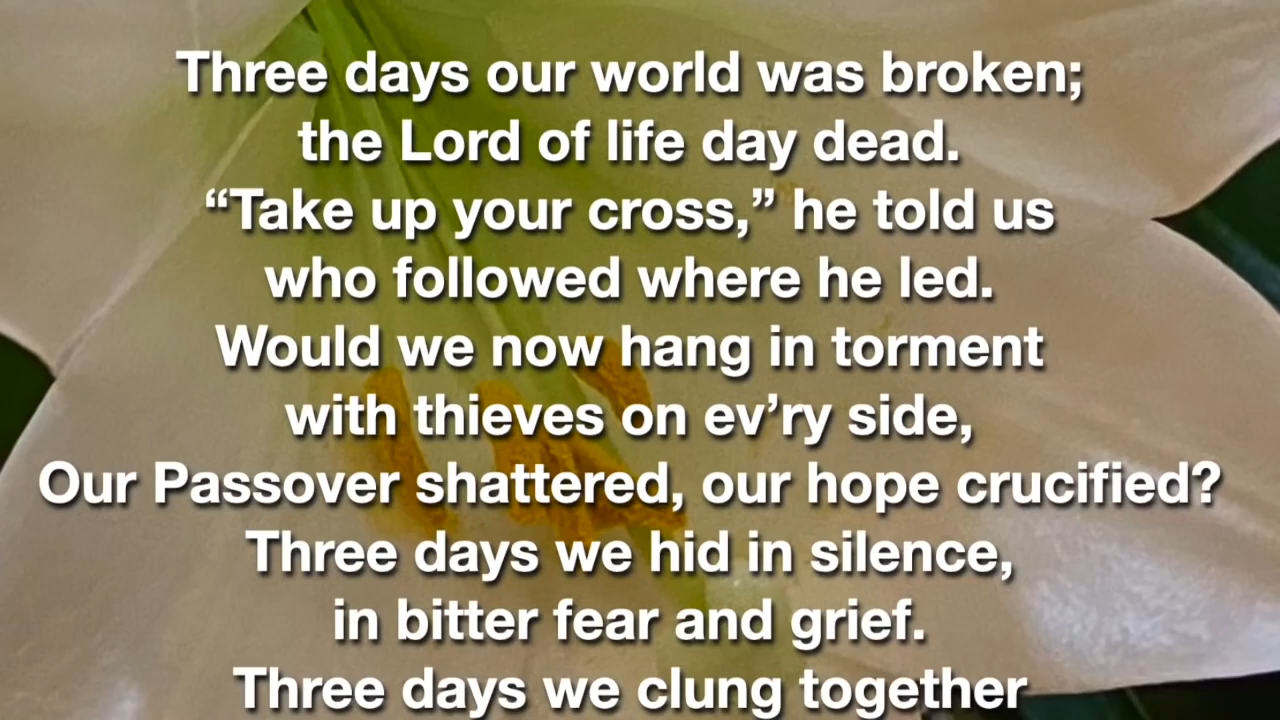 Three days our world was broken;
the Lord of life day dead.
“Take up your cross,” he told us
who followed where he led.
Would we now hang in torment
with thieves on ev’ry side,
Our Passover shattered, our hope crucified?
Three days we hid in silence,
in bitter fear and grief.
Three days we clung together